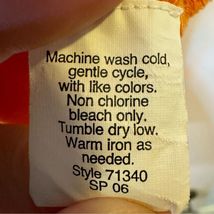 Machine wash cold,
gentle cycle,
with like colors.
Non chlorine
bleach only.
Tumble dry low.
Warm iron as
needed.
Style 71340
SP 06